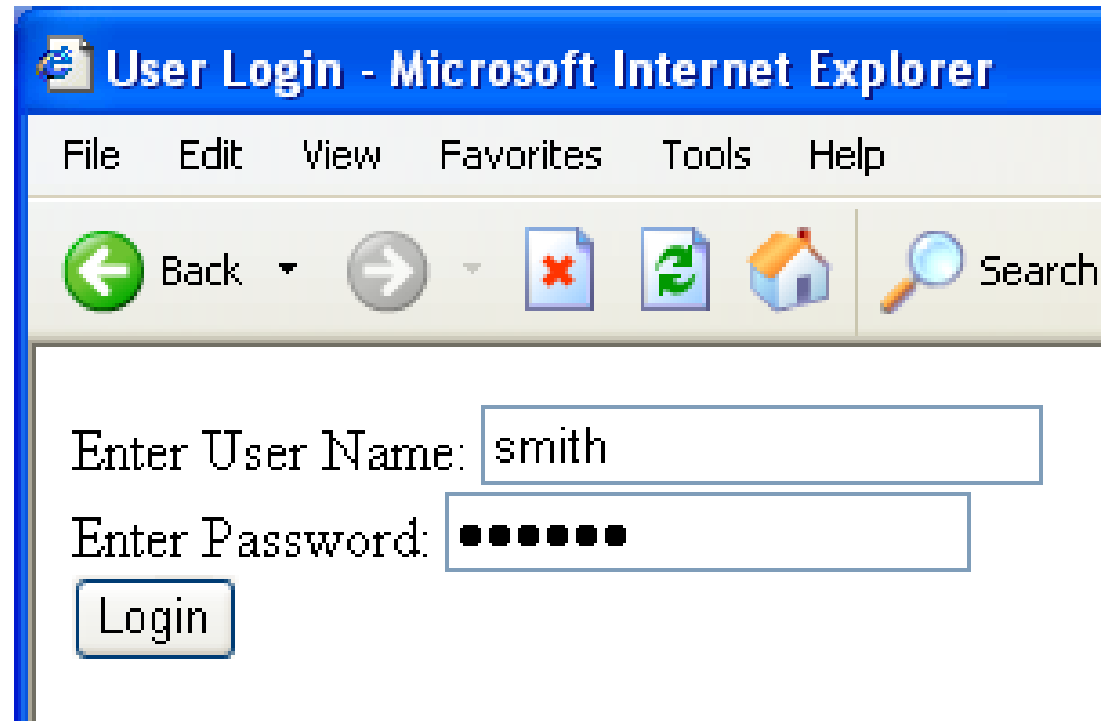 User Login - Microsoft Internet Explorer
File Edit View Favorites Tools Help
Back Search
Enter User Name: smith
Enter Password: ••••••
Login